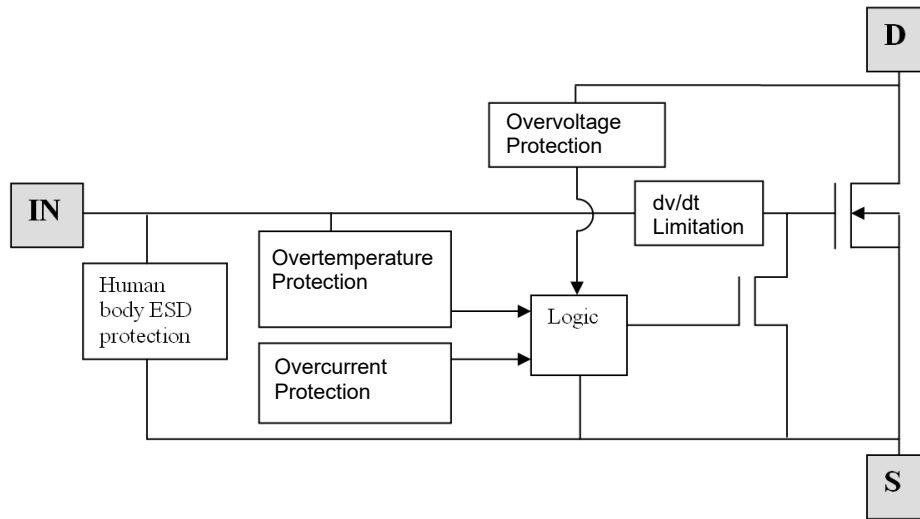 D
Overvoltage
Protection
IN
dv/dt
Limitation
Overtemperature
Protection
Human
body ESD
protection
Logic
Overcurrent
Protection
S